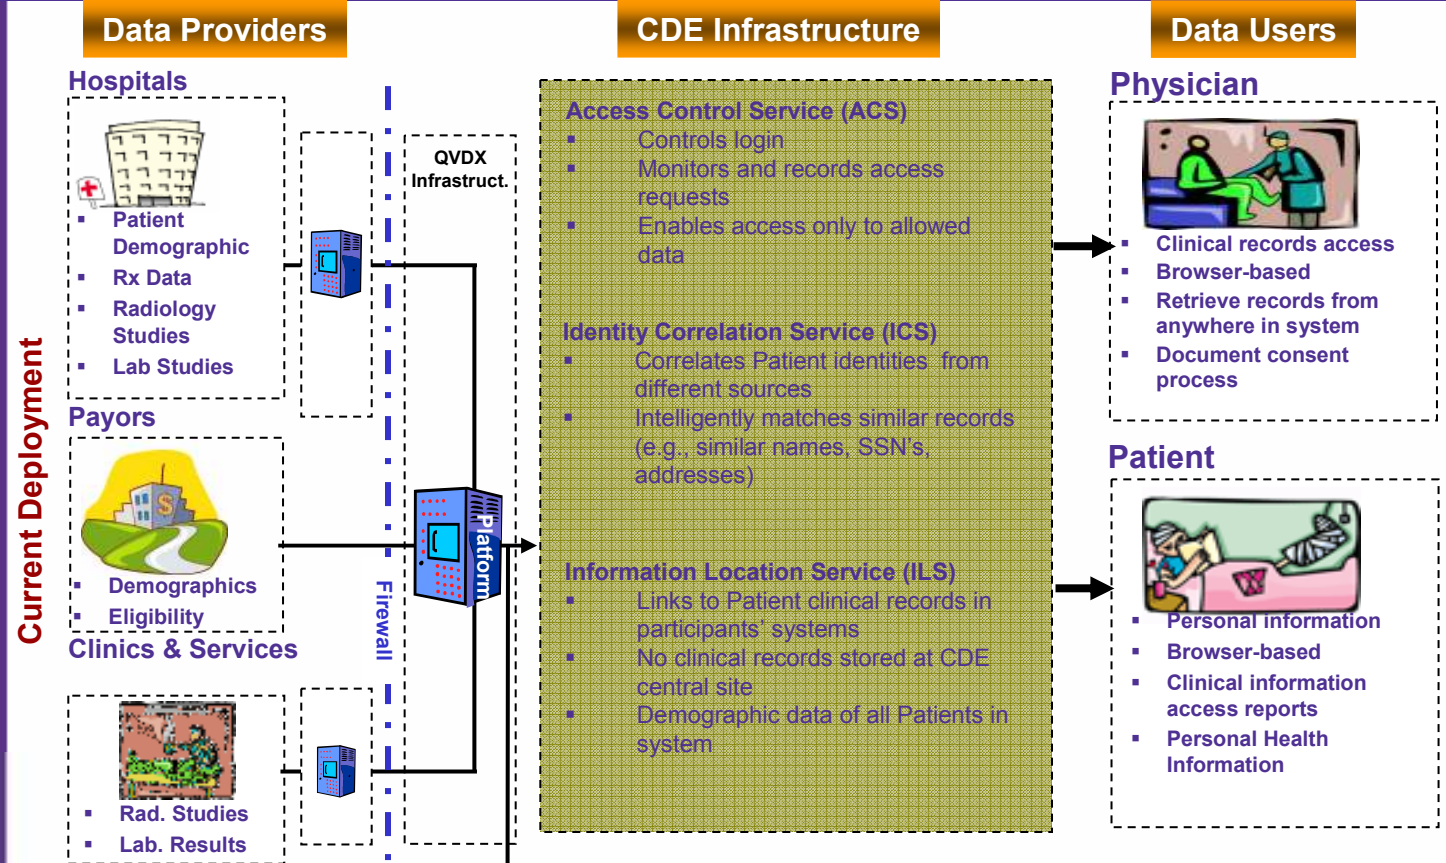 Data Providers
CDE Infrastructure
Data Users
Current Deployment
Hospitals
▪ Patient
Demographic
▪ Rx Data
▪ Radiology
Studies
▪ Lab Studies
Payors
$
▪ Demographics
▪ Eligibility
Clinics & Services
▪ Rad. Studies
▪ Lab. Results
Firewall
QVDX
Infrastruct.
Platform
Access Control Service (ACS)
▪ Controls login
▪ Monitors and records access
requests
▪ Enables access only to allowed
data
Identity Correlation Service (ICS)
▪ Correlates Patient identities from
different sources
▪ Intelligently matches similar records
(e.g., similar names, SSN's,
addresses)
Information Location Service (ILS)
▪ Links to Patient clinical records in
participants' systems
▪ No clinical records stored at CDE
central site
▪ Demographic data of all Patients in
system
Physician
▪ Clinical records access
▪ Browser-based
▪ Retrieve records from
anywhere in system
▪ Document consent
process
Patient
▪ Personal information
▪ Browser-based
▪ Clinical information
access reports
▪ Personal Health
Information